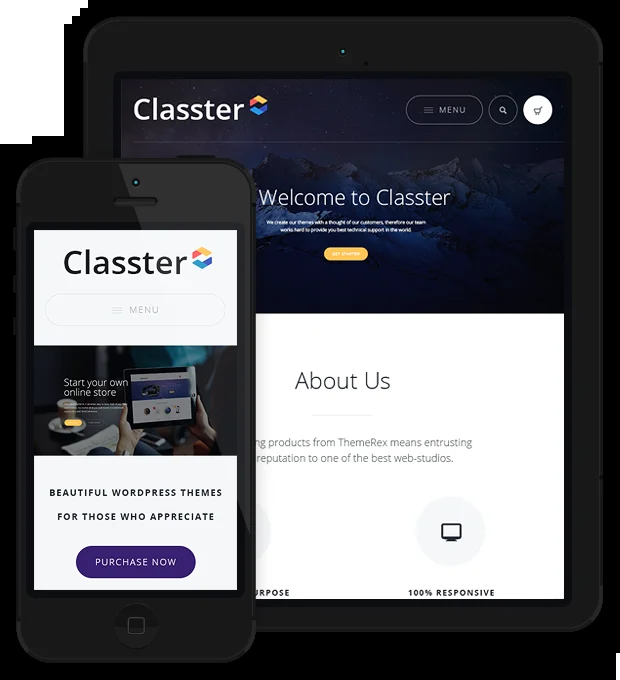 Classter
MENU
Welcome to Classter
We create our themes with a thought of our customers, therefore our team
works hard to provide you best technical support in the world.
Get started
About Us
ng products from ThemeRex means entrusting
reputation to one of the best web-studios.
URPOSE
100% RESPONSIVE
Classter
MENU
Start your own
online store
BEAUTIFUL WORDPRESS THEMES
FOR THOSE WHO APPRECIATE
PURCHASE NOW